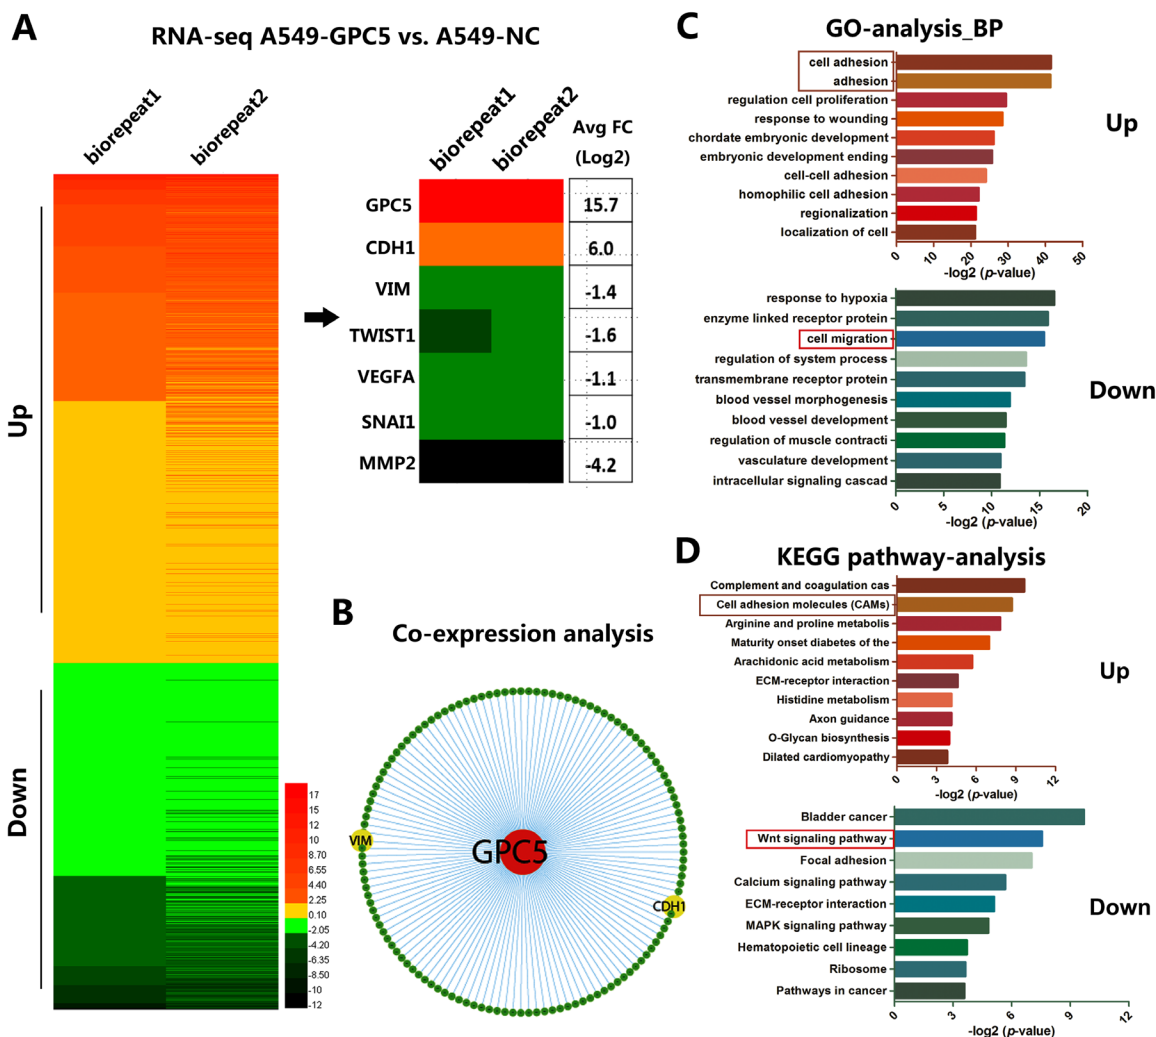 A
RNA-seq A549-GPC5 vs. A549-NC
biorepeat1
biorepeat2
Up
Down
17
15
12
10
8.70
6.55
4.40
2.25
0.10
-2.05
-4.20
-6.35
-8.50
-10
-12
biorepeat1
biorepeat2
Avg FC
(Log2)
GPC5
15.7
CDH1
6.0
VIM
-1.4
TWIST1
-1.6
VEGFA
-1.1
SNAI1
-1.0
MMP2
-4.2
B
Co-expression analysis
VIM
GPC5
CDH1
C
GO-analysis_BP
cell adhesion
adhesion
regulation cell proliferation
response to wounding
chordate embryonic development
embryonic development ending
cell-cell adhesion
homophilic cell adhesion
regionalization
localization of cell
0 10 20 30 40 50
-log2 (p-value)
Up
response to hypoxia
enzyme linked receptor protein
cell migration
regulation of system process
transmembrane receptor protein
blood vessel morphogenesis
blood vessel development
regulation of muscle contracti
vasculature development
intracellular signaling cascad
0 5 10 15 20
-log2 (p-value)
Down
D
KEGG pathway-analysis
Complement and coagulation cas
Cell adhesion molecules (CAMs)
Arginine and proline metabolis
Maturity onset diabetes of the
Arachidonic acid metabolism
ECM-receptor interaction
Histidine metabolism
Axon guidance
O-Glycan biosynthesis
Dilated cardiomyopathy
0 3 6 9 12
-log2 (p-value)
Up
Bladder cancer
Wnt signaling pathway
Focal adhesion
Calcium signaling pathway
ECM-receptor interaction
MAPK signaling pathway
Hematopoietic cell lineage
Ribosome
Pathways in cancer
0 3 6 9 12
-log2 (p-value)
Down